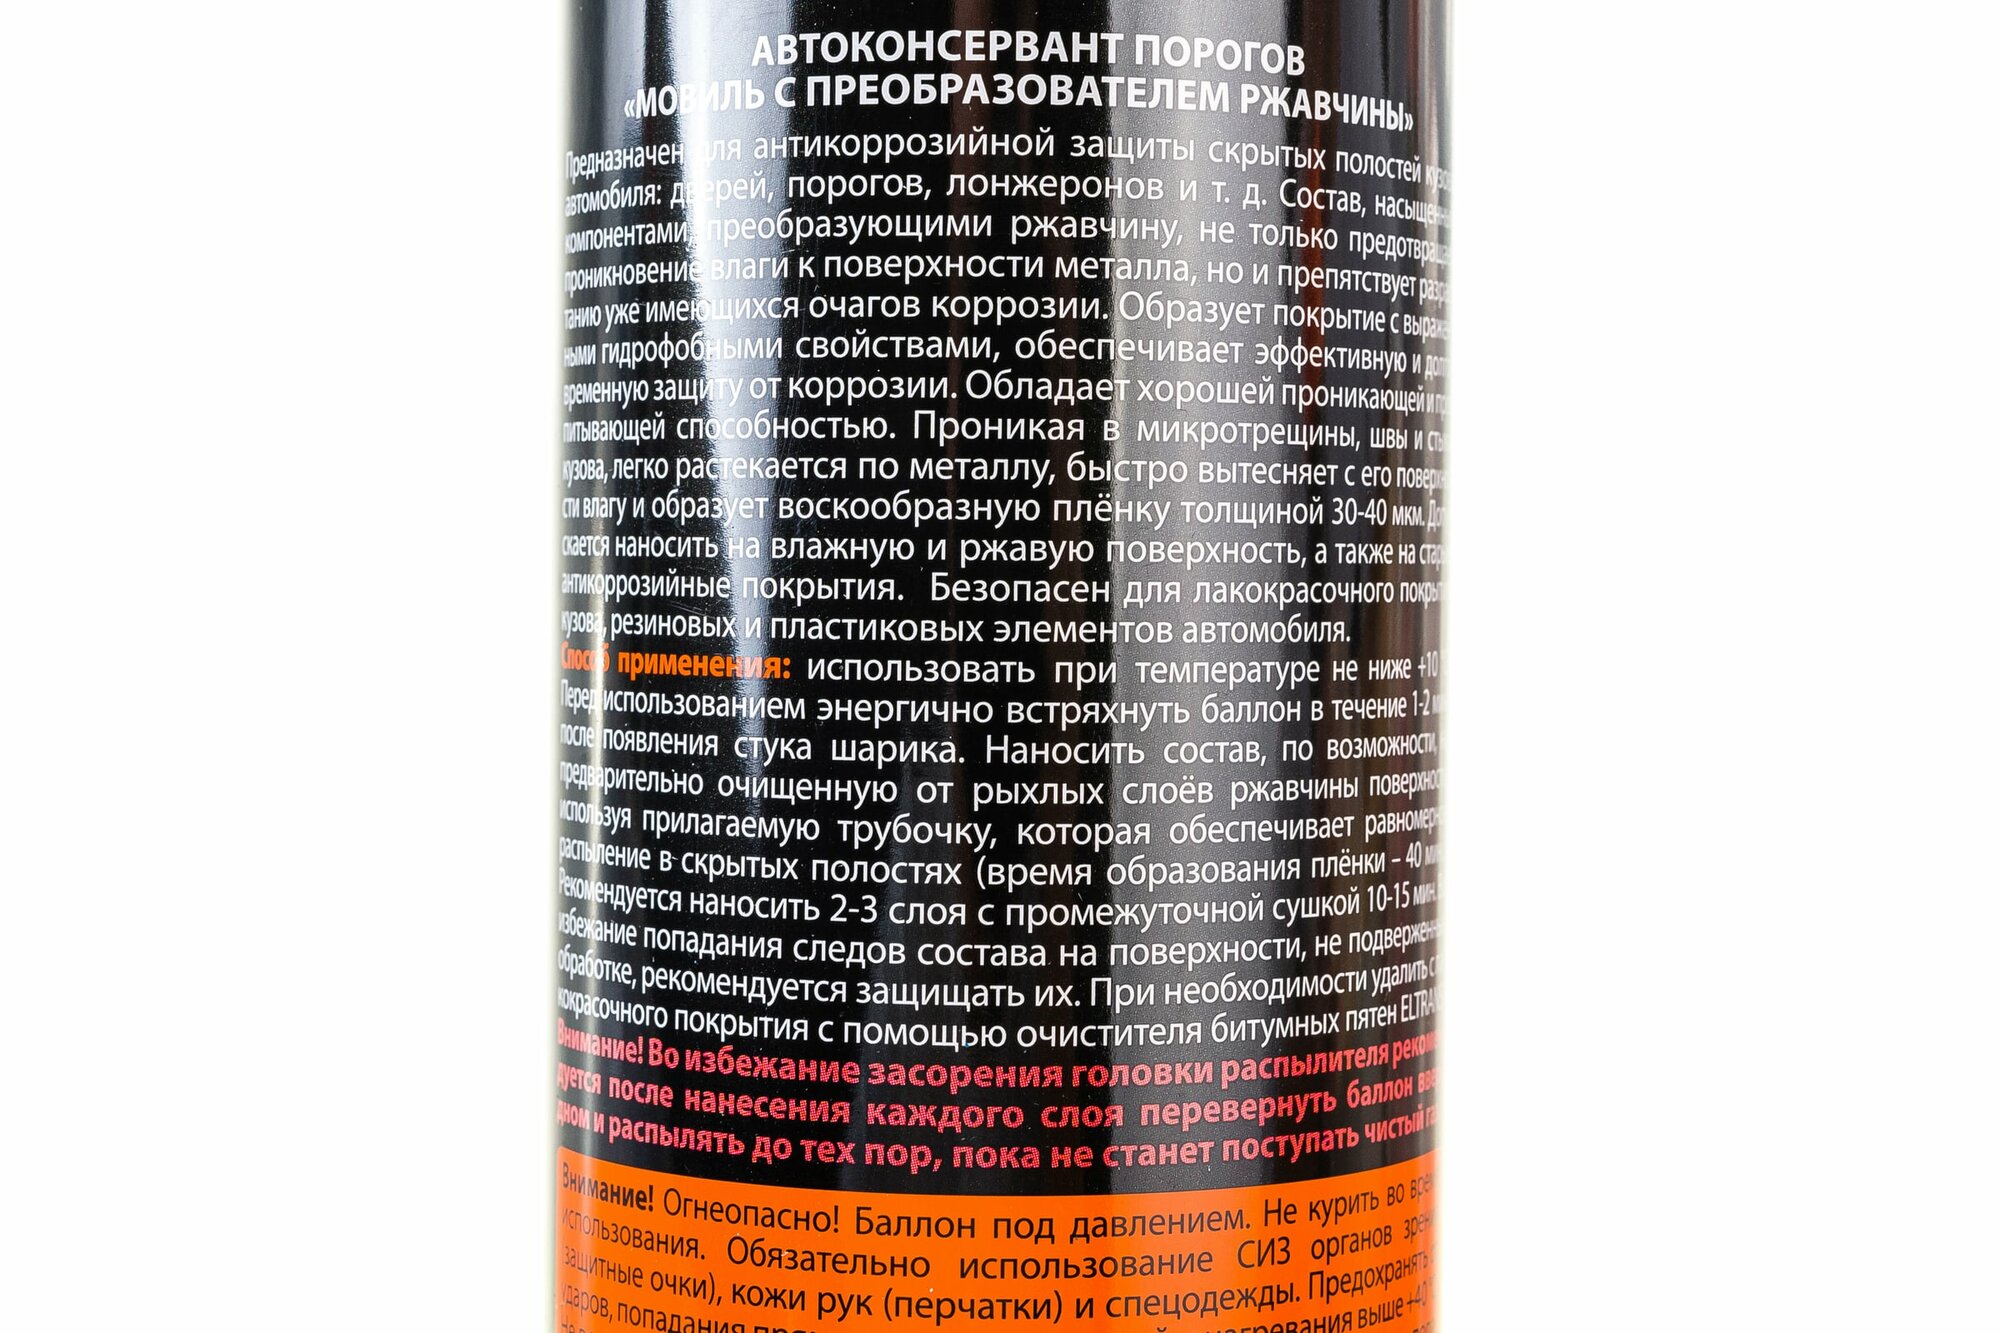 АВТОКОНСЕРВАНТ ПОРОГОВ
«МОВИЛЬ С ПРЕОБРАЗОВАТЕЛЕМ РЖАВЧИНЫ»
Предназначен для антикоррозийной защиты скрытых полостей
автомобиля: дверей, порогов, лонжеронов и т. д. Состав,
компонентами, преобразующими ржавчину, не только
проникновение влаги к поверхности металла, но и препятствует
танию уже имеющихся очагов коррозии. Образует покрытие с
ными гидрофобными свойствами, обеспечивает эффективную и
временную защиту от коррозии. Обладает хорошей проникающей и
питывающей способностью. Проникая в микротрещины, швы и
кузова, легко растекается по металлу, быстро вытесняет с его
сти влагу и образует воскообразную плёнку толщиной 30-40 мкм.
скается наносить на влажную и ржавую поверхность, а также на
антикоррозийные покрытия. Безопасен для лакокрасочного
кузова, резиновых и пластиковых элементов автомобиля.
Способ применения: использовать при температуре не ниже +10
Перед использованием энергично встряхнуть баллон в течение 1-2
после появления стука шарика. Наносить состав, по возможности,
предварительно очищенную от рыхлых слоёв ржавчины
используя прилагаемую трубочку, которая обеспечивает
распыление в скрытых полостях (время образования плёнки – 40
Рекомендуется наносить 2-3 слоя с промежуточной сушкой 10-15 мин.
избежание попадания следов состава на поверхности, не
обработке, рекомендуется защищать их. При необходимости удалить с
кокрасочного покрытия с помощью очистителя битумных пятен
Внимание! Во избежание засорения головки распылителя
дуется после нанесения каждого слоя перевернуть баллон
дном и распылять до тех пор, пока не станет поступать чистый
Внимание! Огнеопасно! Баллон под давлением. Не курить во
использования. Обязательно использование СИЗ органов
защитные очки), кожи рук (перчатки) и спецодежды. Предохранять
ударов, попадания нагревания выше +40